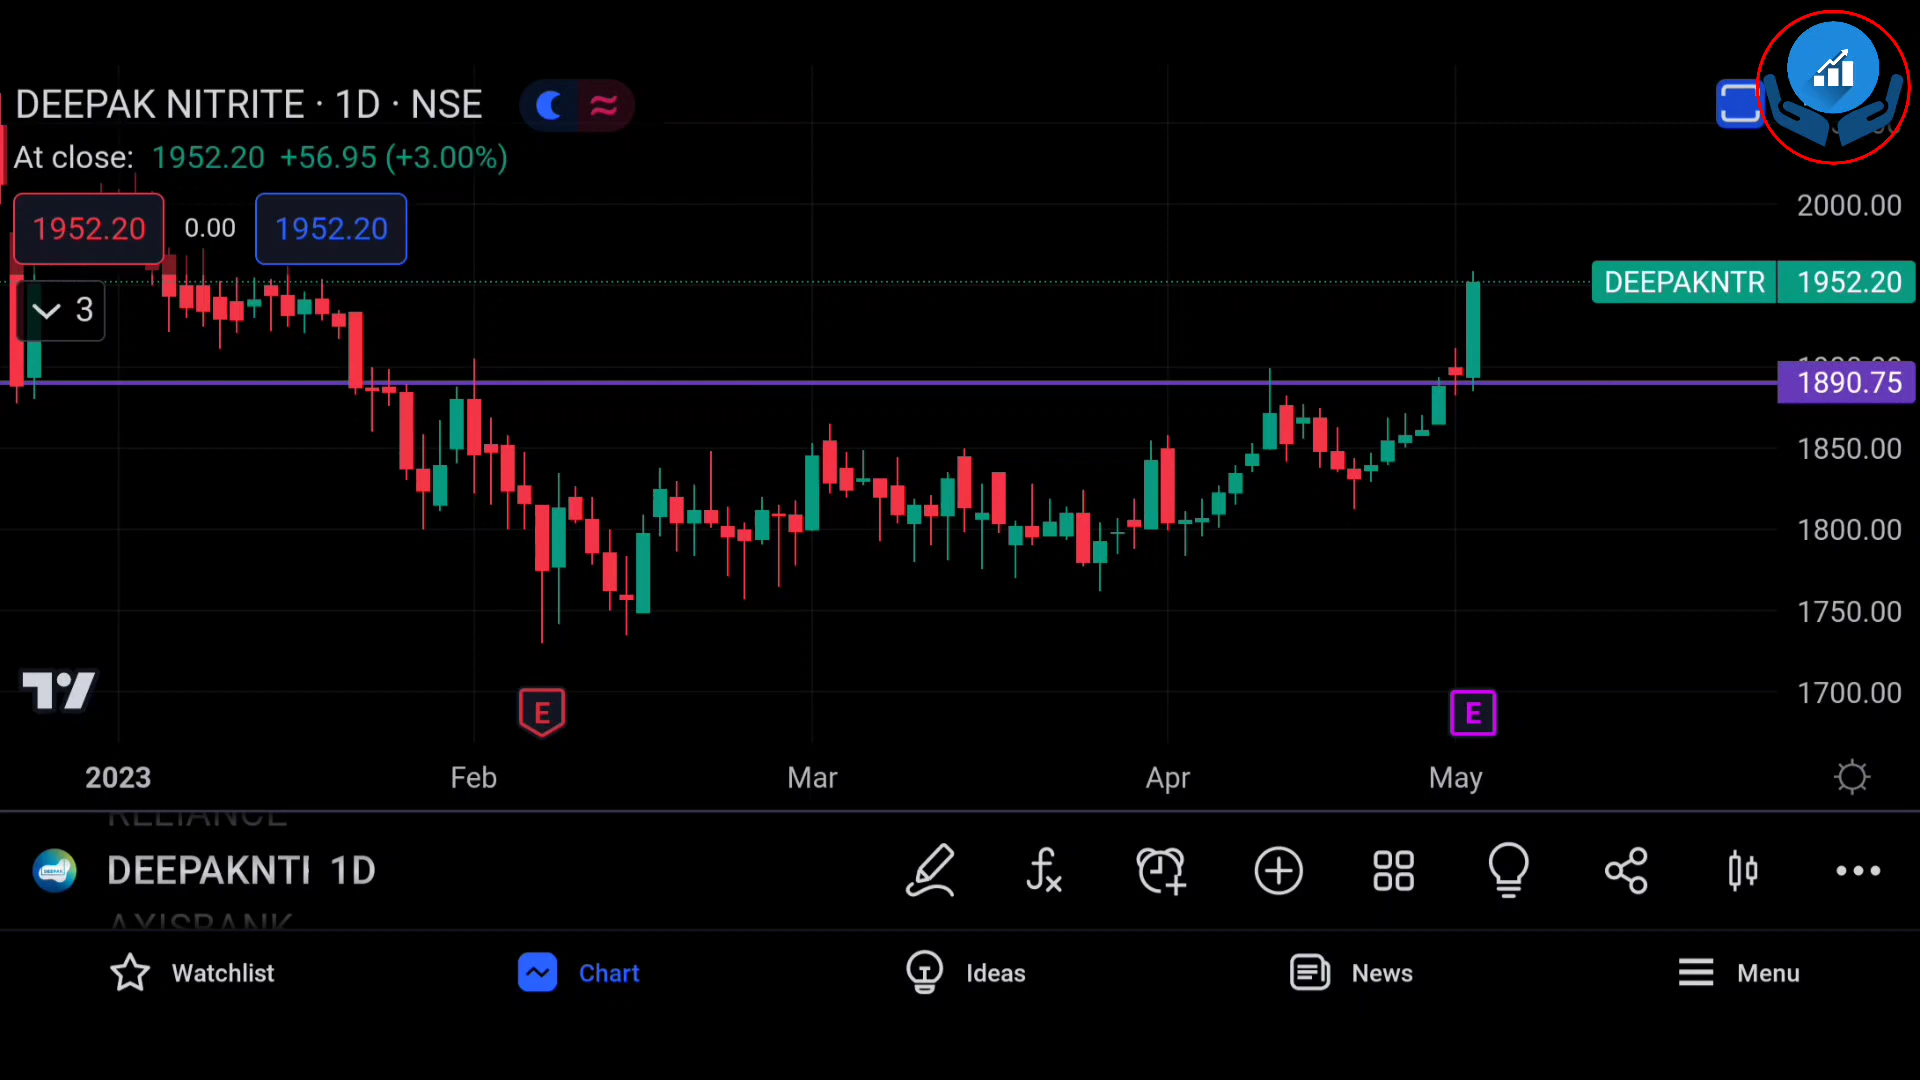 DEEPAK NITRITE · 1D · NSE
At close: 1952.20 +56.95 (+3.00%)
1952.20 0.00 1952.20
3
2000.00
DEEPAKNTR 1952.20
1890.75
1850.00
1800.00
1750.00
1700.00
E E
2023 Feb Mar Apr May
RELIANCE
DEEPAKNTI 1D
AXISBANK
Watchlist Chart Ideas News Menu